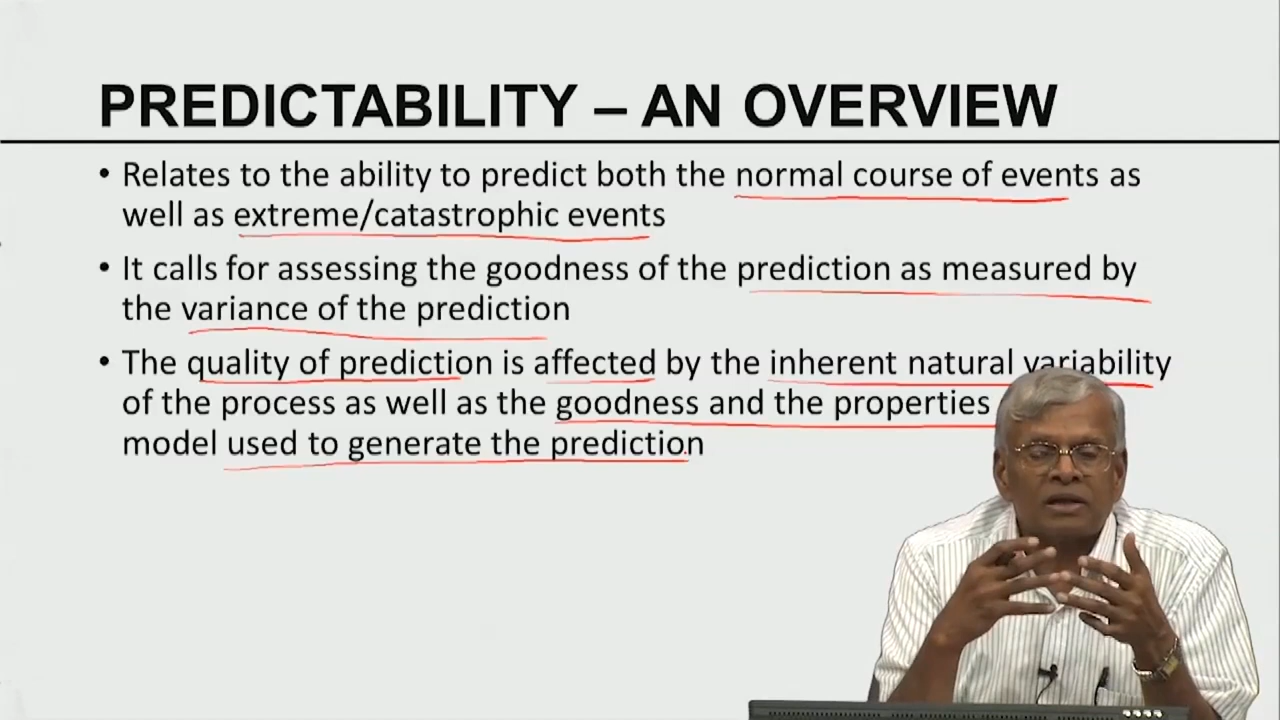 PREDICTABILITY – AN OVERVIEW
• Relates to the ability to predict both the normal course of events as
well as extreme/catastrophic events
• It calls for assessing the goodness of the prediction as measured by
the variance of the prediction
• The quality of prediction is affected by the inherent natural variability
of the process as well as the goodness and the properties
model used to generate the prediction